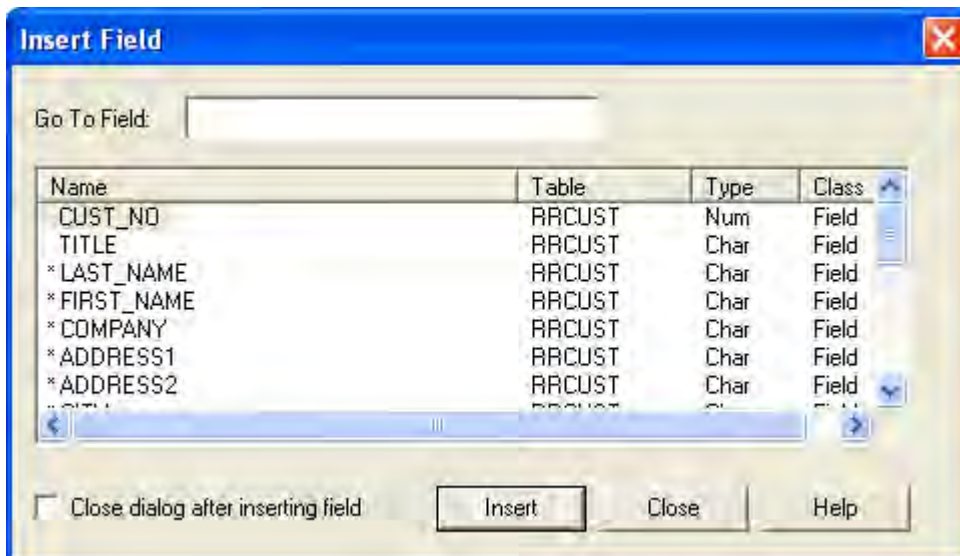 Insert Field
Go To Field:
Name Table Type Class
CUST_NO RRCUST Num Field
TITLE RRCUST Char Field
* LAST_NAME RRCUST Char Field
* FIRST_NAME RRCUST Char Field
* COMPANY RRCUST Char Field
* ADDRESS1 RRCUST Char Field
* ADDRESS2 RRCUST Char Field
Close dialog after inserting field Insert Close Help